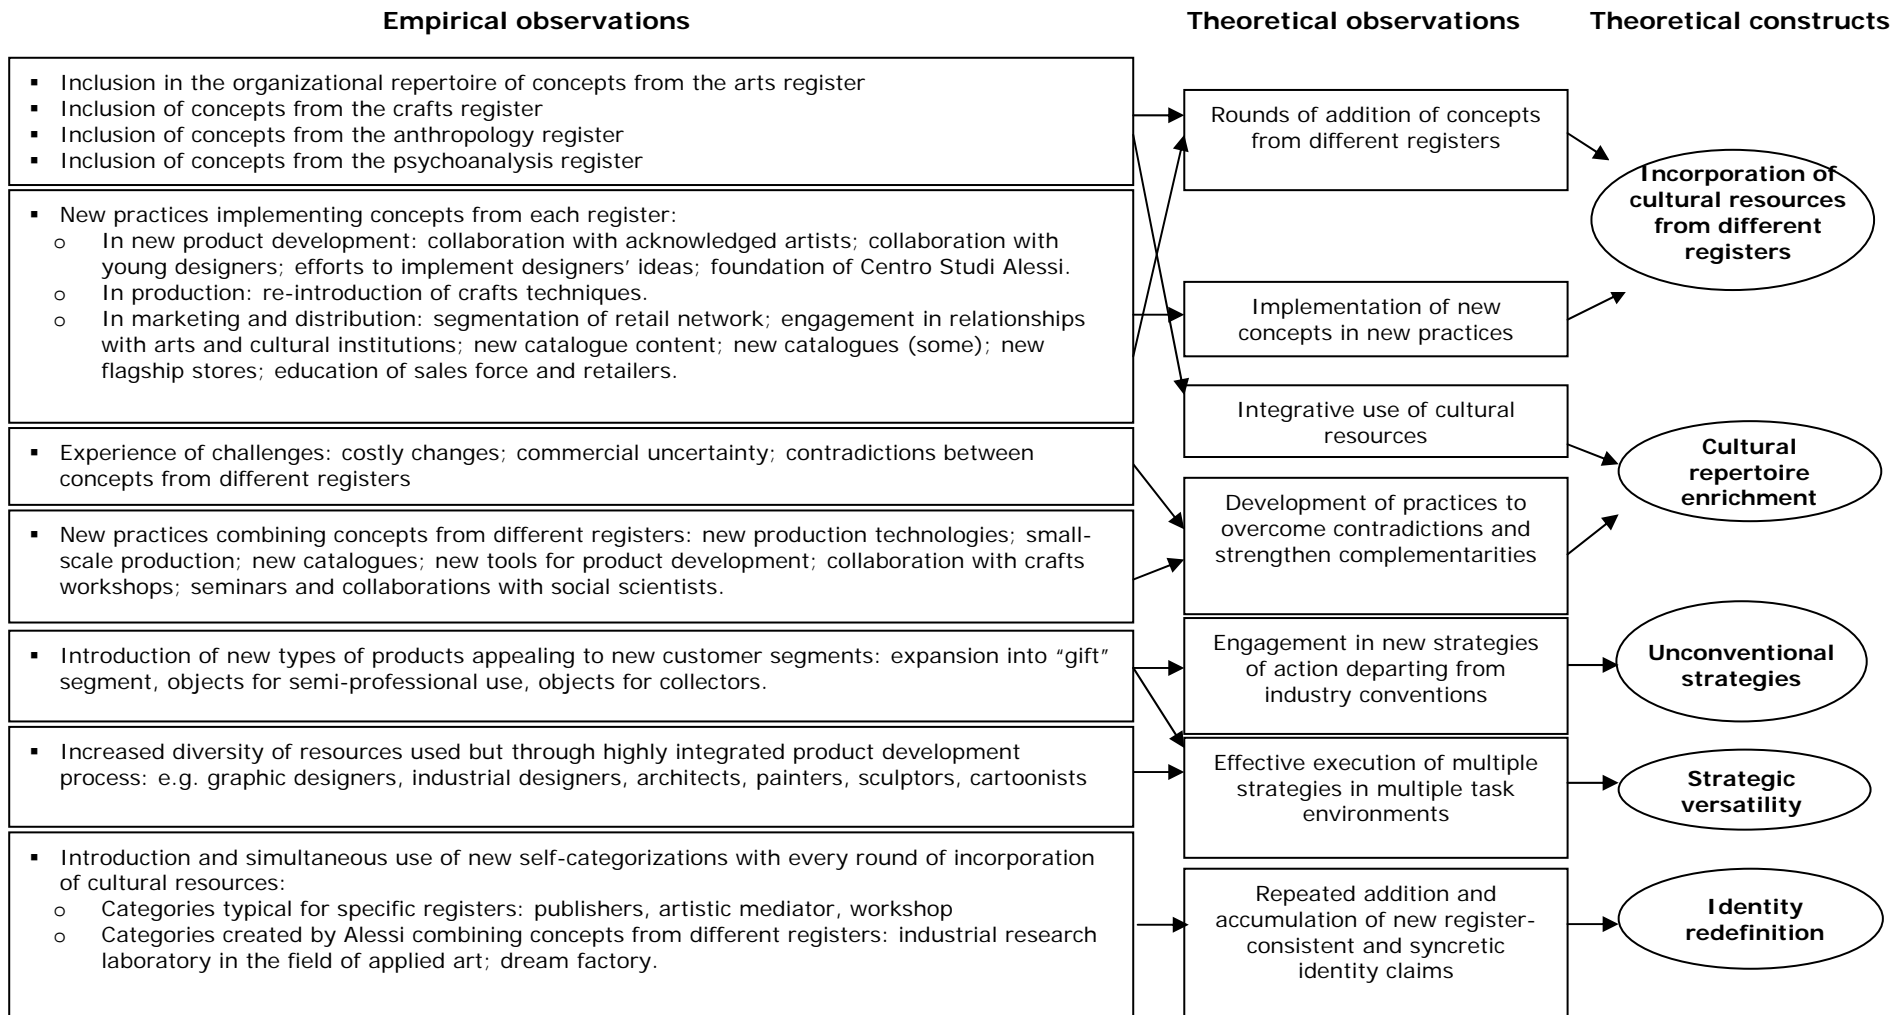 Empirical observations
Theoretical observations
Theoretical constructs
▪ Inclusion in the organizational repertoire of concepts from the arts register
▪ Inclusion of concepts from the crafts register
▪ Inclusion of concepts from the anthropology register
▪ Inclusion of concepts from the psychoanalysis register
▪ New practices implementing concepts from each register:
o In new product development: collaboration with acknowledged artists; collaboration with
young designers; efforts to implement designers' ideas; foundation of Centro Studi Alessi.
o In production: re-introduction of crafts techniques.
o In marketing and distribution: segmentation of retail network; engagement in relationships
with arts and cultural institutions; new catalogue content; new catalogues (some); new
flagship stores; education of sales force and retailers.
▪ Experience of challenges: costly changes; commercial uncertainty; contradictions between
concepts from different registers
▪ New practices combining concepts from different registers: new production technologies; small-
scale production; new catalogues; new tools for product development; collaboration with crafts
workshops; seminars and collaborations with social scientists.
▪ Introduction of new types of products appealing to new customer segments: expansion into "gift"
segment, objects for semi-professional use, objects for collectors.
▪ Increased diversity of resources used but through highly integrated product development
process: e.g. graphic designers, industrial designers, architects, painters, sculptors, cartoonists
▪ Introduction and simultaneous use of new self-categorizations with every round of incorporation
of cultural resources:
o Categories typical for specific registers: publishers, artistic mediator, workshop
o Categories created by Alessi combining concepts from different registers: industrial research
laboratory in the field of applied art; dream factory.
Rounds of addition of concepts
from different registers
Implementation of new
concepts in new practices
Integrative use of cultural
resources
Development of practices to
overcome contradictions and
strengthen complementarities
Engagement in new strategies
of action departing from
industry conventions
Effective execution of multiple
strategies in multiple task
environments
Repeated addition and
accumulation of new register-
consistent and syncretic
identity claims
Incorporation of
cultural resources
from different
registers
Cultural
repertoire
enrichment
Unconventional
strategies
Strategic
versatility
Identity
redefinition